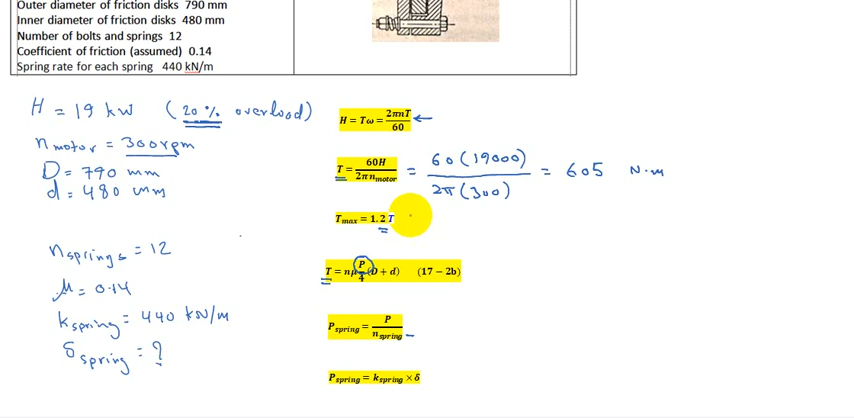 Outer diameter of friction disks 790 mm
Inner diameter of friction disks 480 mm
Number of bolts and springs 12
Coefficient of friction (assumed) 0.14
Spring rate for each spring 440 kN/m
H = 19 kW (20 % overload)
n motor = 300 rpm
D = 790 mm
d = 480 mm
n springs = 12
μ = 0.14
k spring = 440 kN/m
δ spring = ?
H = Tω = 2πnT / 60 ←
T = 60H / 2π n motor = 60 (19000) / 2π (300) = 605 N.m
T max = 1.2 T
T = nμ P/4 (D + d) (17 − 2b)
P spring = P / n spring
P spring = k spring × δ